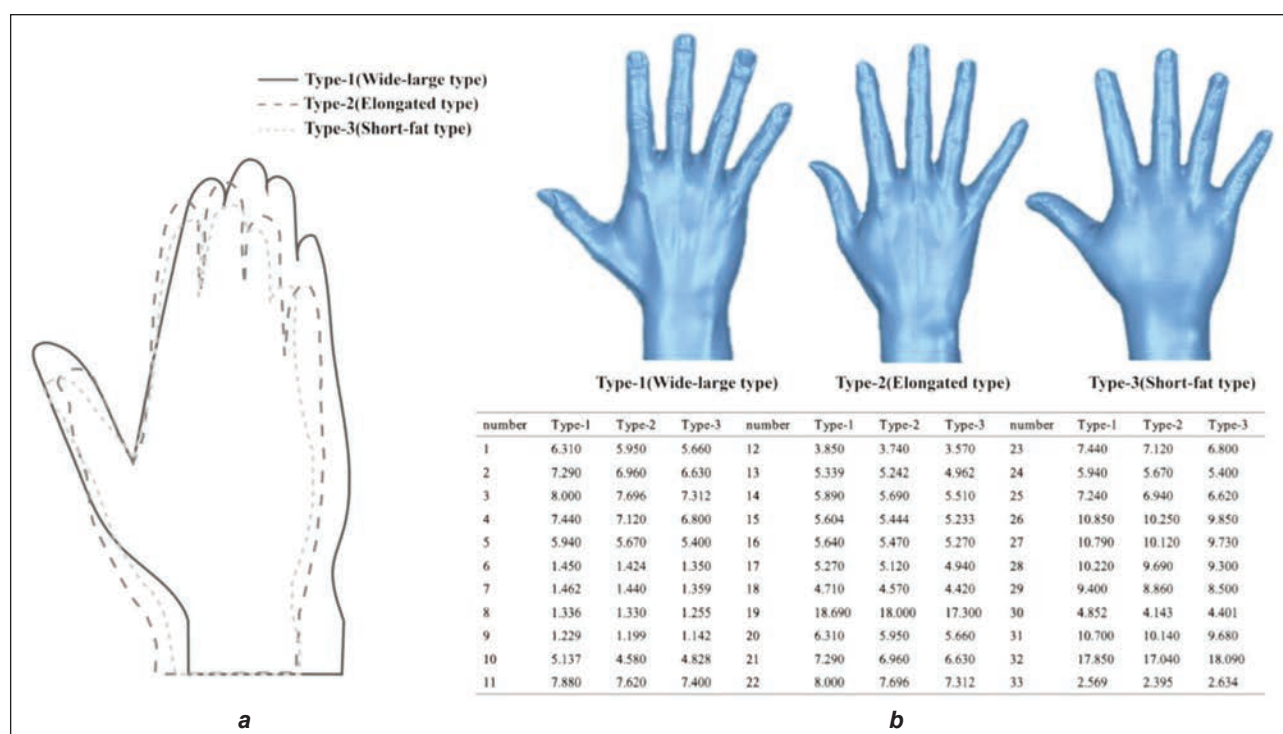 Type-1(Wide-large type)
Type-2(Elongated type)
Type-3(Short-fat type)
Type-1(Wide-large type) Type-2(Elongated type) Type-3(Short-fat type)
number Type-1 Type-2 Type-3 number Type-1 Type-2 Type-3 number Type-1 Type-2 Type-3
1 6.310 5.950 5.660 12 3.850 3.740 3.570 23 7.440 7.120 6.800
2 7.290 6.960 6.630 13 5.339 5.242 4.962 24 5.940 5.670 5.400
3 8.000 7.696 7.312 14 5.890 5.690 5.510 25 7.240 6.940 6.620
4 7.440 7.120 6.800 15 5.604 5.444 5.233 26 10.850 10.250 9.850
5 5.940 5.670 5.400 16 5.640 5.470 5.270 27 10.790 10.120 9.730
6 1.450 1.424 1.350 17 5.270 5.120 4.940 28 10.220 9.690 9.300
7 1.462 1.440 1.359 18 4.710 4.570 4.420 29 9.400 8.860 8.500
8 1.336 1.330 1.255 19 18.690 18.000 17.300 30 4.852 4.143 4.401
9 1.229 1.199 1.142 20 6.310 5.950 5.660 31 10.700 10.140 9.680
10 5.137 4.580 4.828 21 7.290 6.960 6.630 32 17.850 17.040 18.090
11 7.880 7.620 7.400 22 8.000 7.696 7.312 33 2.569 2.395 2.634
a b